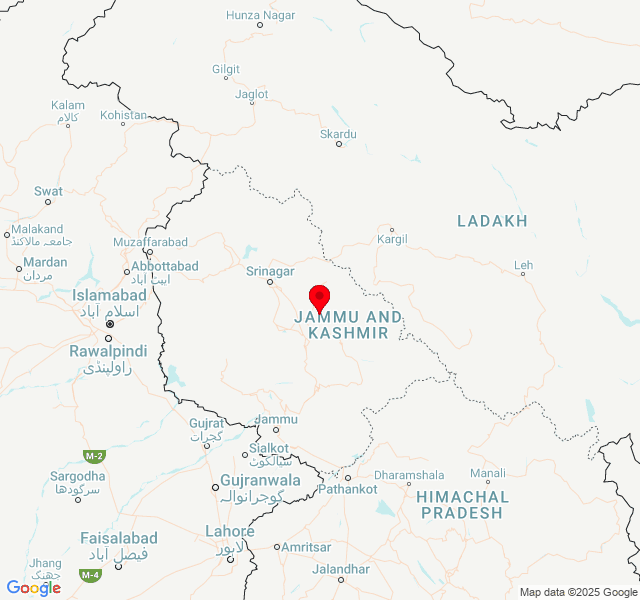 Hunza Nagar
Gilgit
Jaglot
Kalam
کالام
Kohistan
Skardu
Swat
LADAKH
Malakand
جامعہ مالاکنڈ
Muzaffarabad
Kargil
Mardan
مردان
Abbottabad
ایبٹ آباد
Srinagar
Leh
Islamabad
اسلام آباد
JAMMU AND
KASHMIR
Rawalpindi
راولپنڈی
Gujrat
گجرات
Jammu
Sialkot
سیالکوٹ
M-2
Sargodha
سرگودھا
Gujranwala
گوجرانوالہ
Pathankot
Dharamshala
Manali
HIMACHAL
PRADESH
Faisalabad
فیصل آباد
Lahore
لاہور
Amritsar
Jhang
جھنگ
M-4
Jalandhar
Google
Map data ©2025 Google